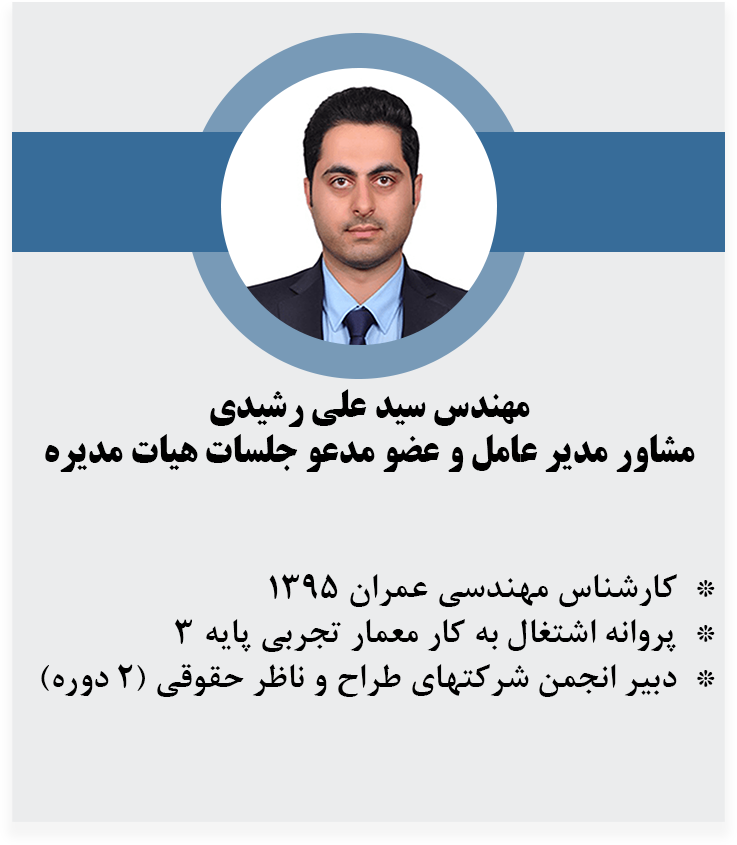 مهندس سید علی رشیدی
مشاور مدیر عامل و عضو مدعو جلسات هیات مدیره
❊ کارشناس مهندسی عمران ۱۳۹۵
❊ پروانه اشتغال به کار معمار تجربی پایه ۳
❊ دبیر انجمن شرکتهای طراح و ناظر حقوقی (۲ دوره)